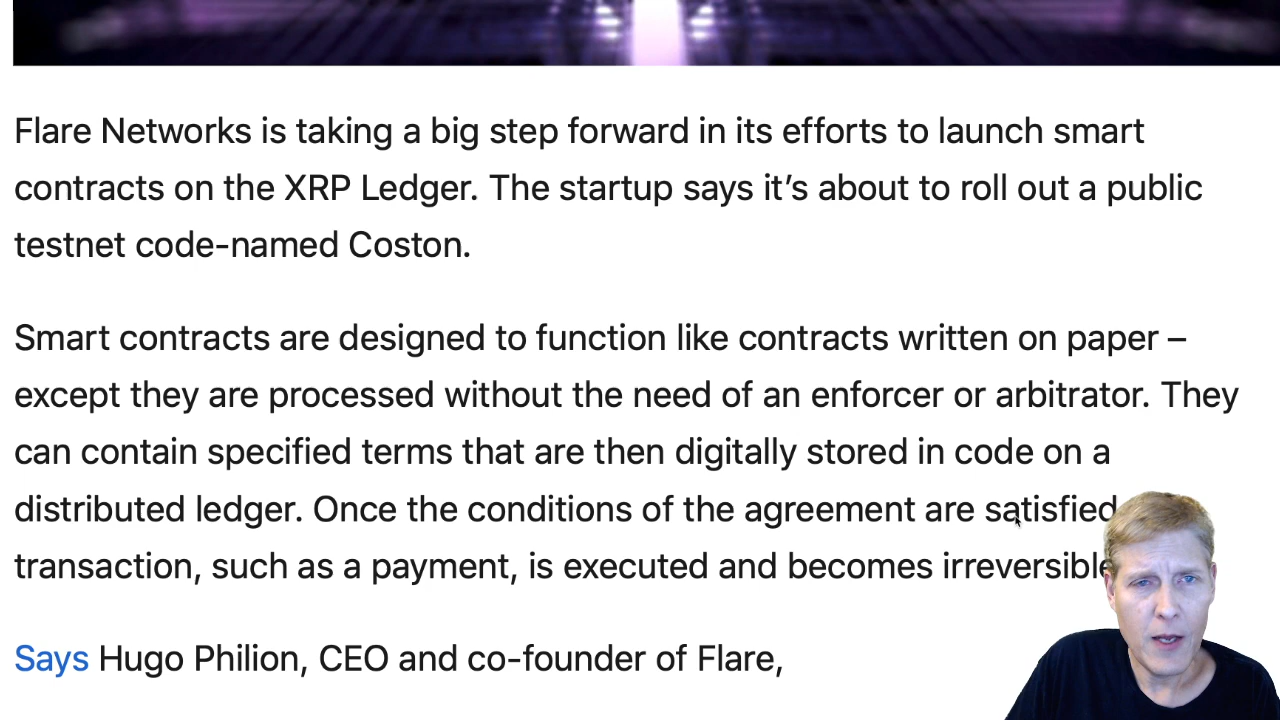 Flare Networks is taking a big step forward in its efforts to launch smart
contracts on the XRP Ledger. The startup says it’s about to roll out a public
testnet code-named Coston.
Smart contracts are designed to function like contracts written on paper –
except they are processed without the need of an enforcer or arbitrator. They
can contain specified terms that are then digitally stored in code on a
distributed ledger. Once the conditions of the agreement are satisfied
transaction, such as a payment, is executed and becomes irreversible
Says Hugo Philion, CEO and co-founder of Flare,